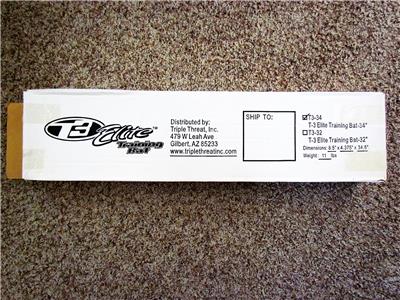 T3 Elite
Training
Bat
Distributed by:
Triple Threat, Inc.
479 W Leah Ave
Gilbert, AZ 85233
www.triplethreatinc.com
SHIP TO:
T3-34
T-3 Elite Training Bat-34"
T3-32
T-3 Elite Training Bat-32"
Dimensions: 8.5" x 4.375" x 34.5"
Weight: 11 lbs